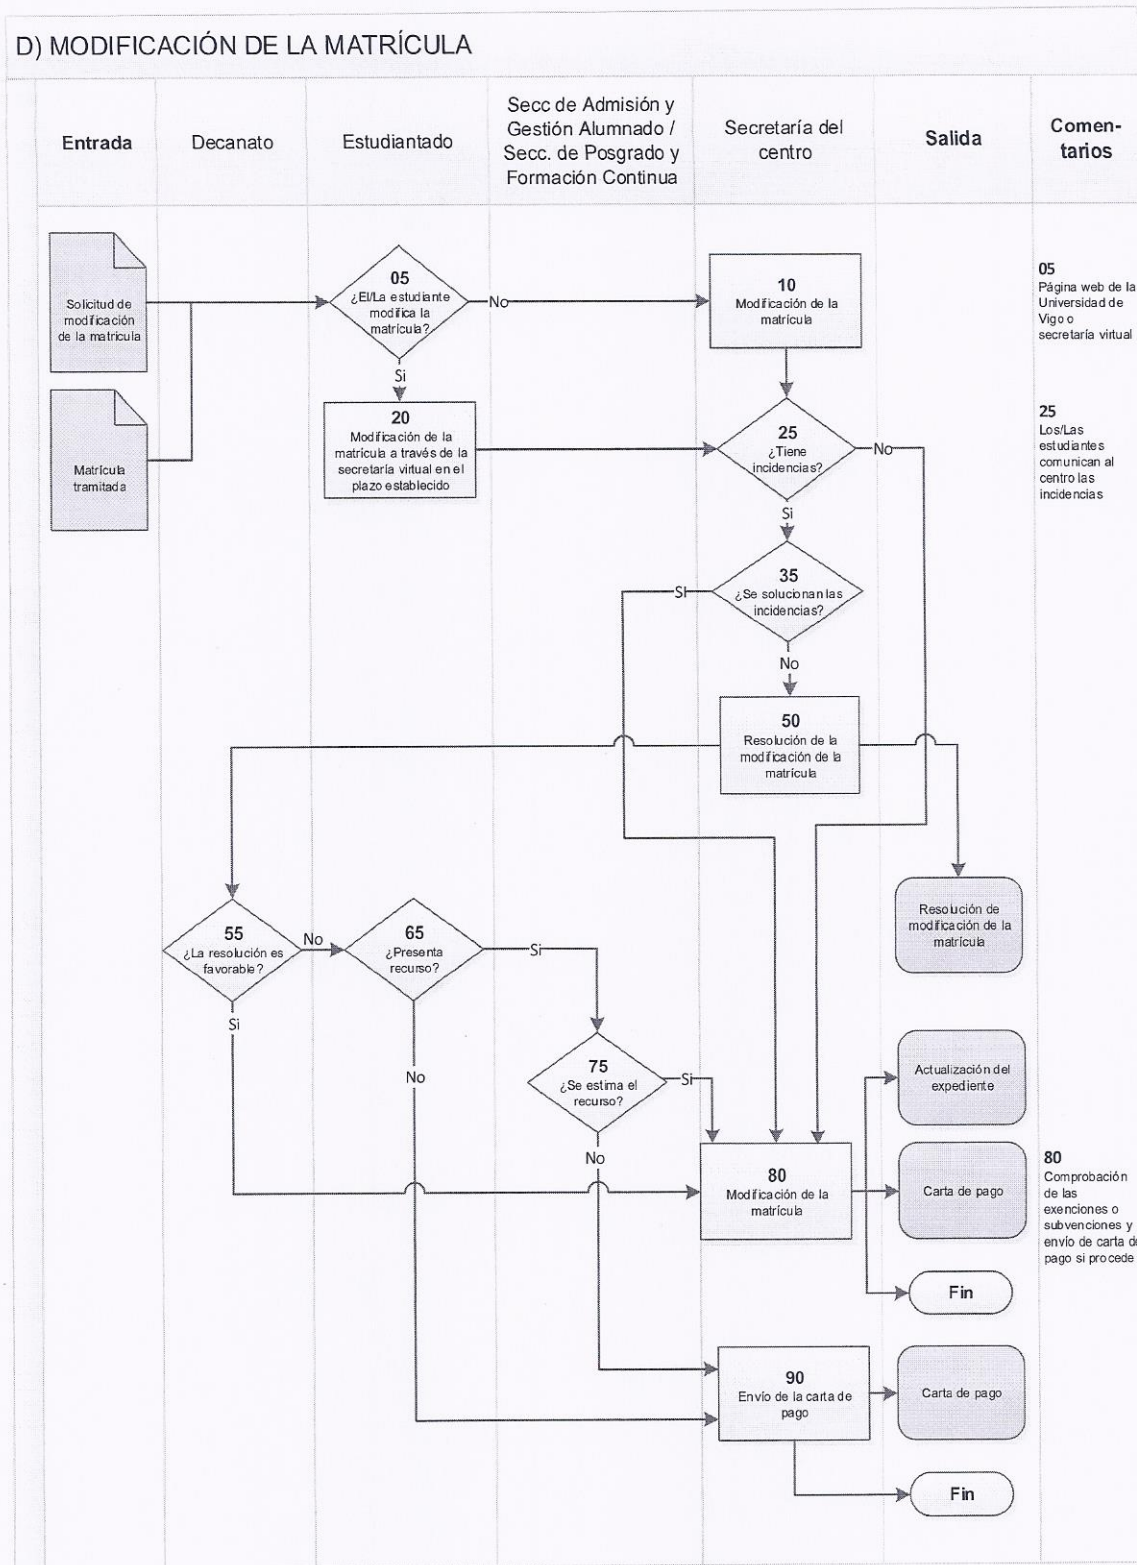 D) MODIFICACIÓN DE LA MATRÍCULA
Entrada
Decanato
Estudiantado
Secc de Admisión y
Gestión Alumnado /
Secc. de Posgrado y
Formación Continua
Secretaría del
centro
Salida
Comen-
tarios
Solicitud de
modificación
de la matricula
Matrícula
tramitada
05
¿El/La estudiante
modifica la
matrícula?
No
Si
10
Modificación de la
matrícula
20
Modificación de la
matrícula a través de la
secretaría virtual en el
plazo establecido
25
¿Tiene
incidencias?
No
Si
35
¿Se solucionan las
incidencias?
Si
No
50
Resolución de la
modificación de la
matrícula
Resolución de
modificación de la
matrícula
55
¿La resolución es
favorable?
No
Si
65
¿Presenta
recurso?
Si
No
75
¿Se estima el
recurso?
Si
No
80
Modificación de la
matrícula
Actualización del
expediente
Carta de pago
Fin
90
Envío de la carta de
pago
Carta de pago
Fin
05
Página web de la
Universidad de
Vigo o
secretaría virtual
25
Los/Las
estudiantes
comunican al
centro las
incidencias
80
Comprobación
de las
exenciones o
subvenciones y
envío de carta de
pago si procede